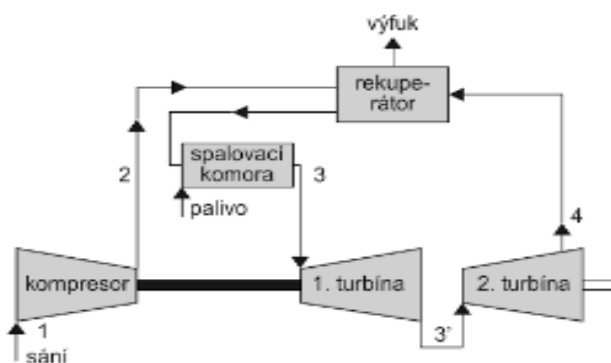 výfuk
rekupe-
rátor
spalovací
komora
2
3
palivo
4
kompresor
1. turbína
2. turbína
1
3'
sání